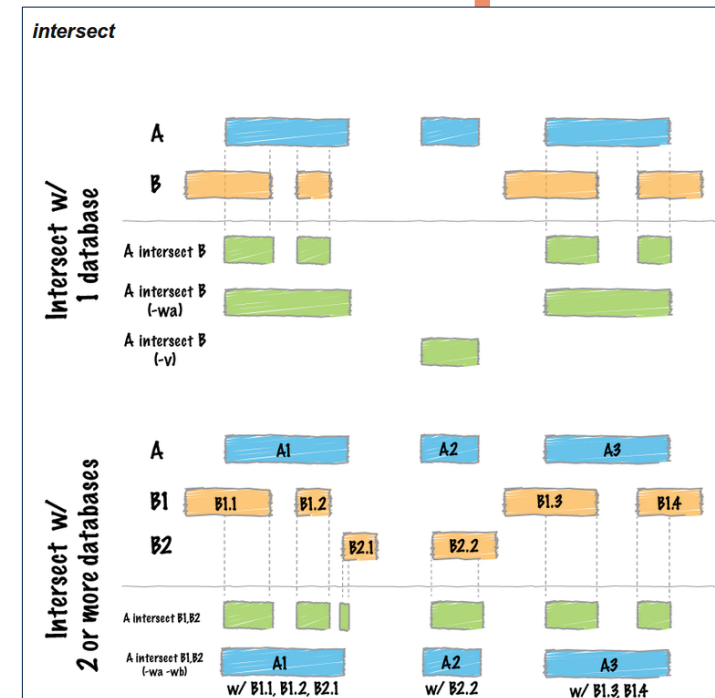 intersect
Intersect w/
1 database
A
B
A intersect B
A intersect B
(-wa)
A intersect B
(-v)
Intersect w/
2 or more databases
A
A1
A2
A3
B1
B1.1
B1.2
B1.3
B1.4
B2
B2.1
B2.2
A intersect B1,B2
A intersect B1,B2
(-wa -wb)
A1
A2
A3
w/ B1.1, B1.2, B2.1
w/ B2.2
w/ B1.3, B1.4